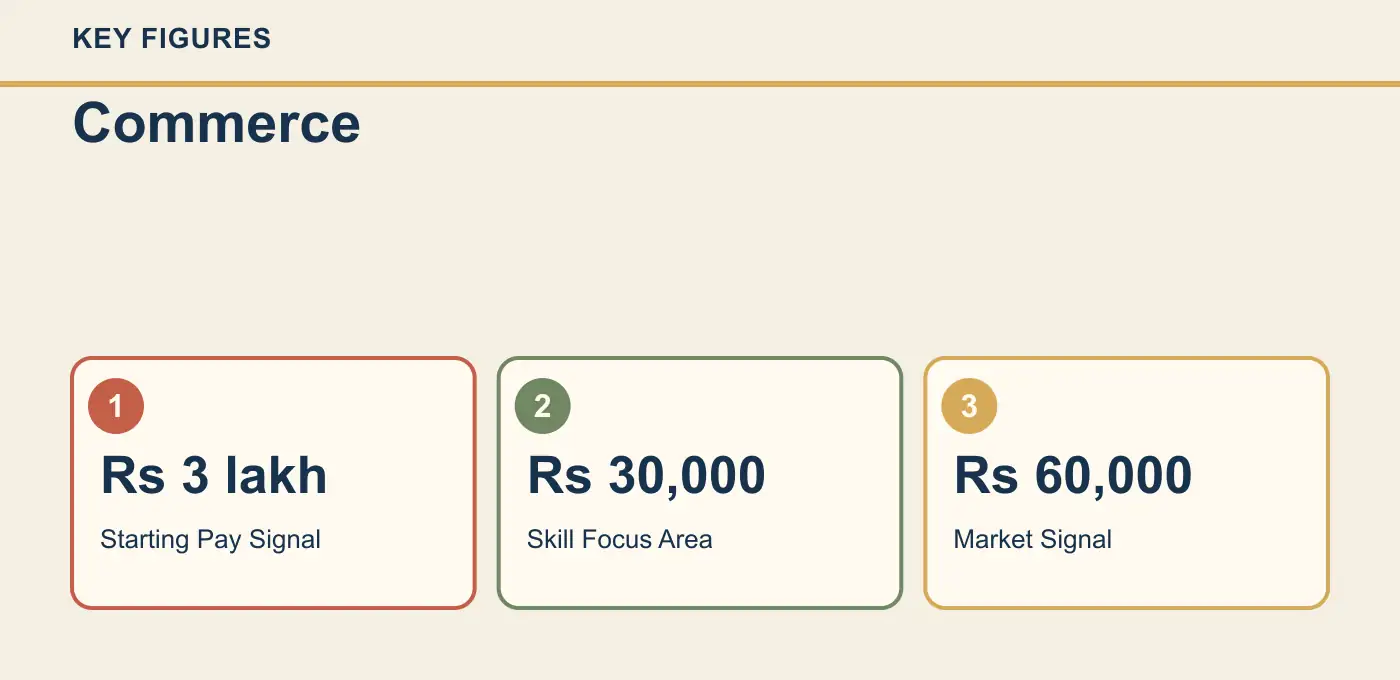 KEY FIGURES
Commerce
1
Rs 3 lakh
Starting Pay Signal
2
Rs 30,000
Skill Focus Area
3
Rs 60,000
Market Signal